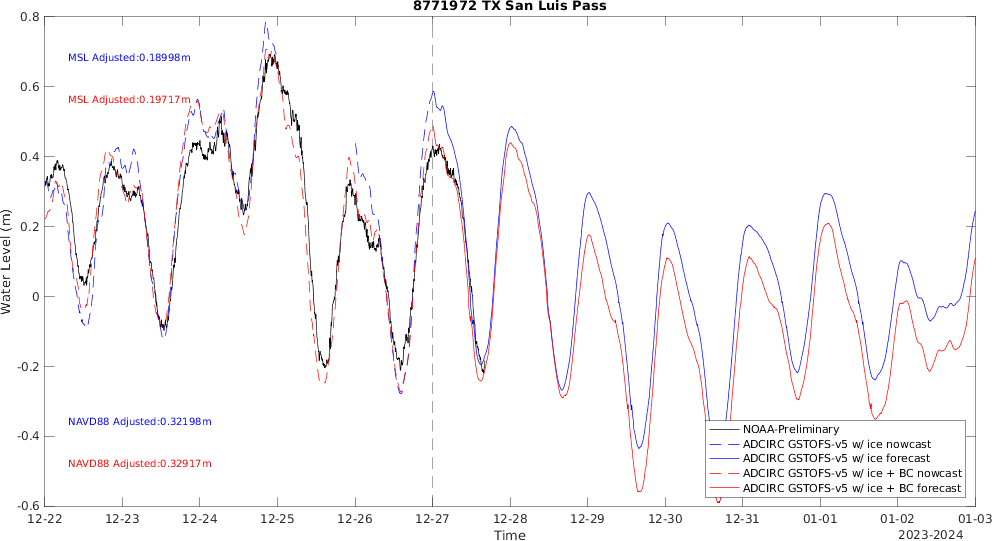 8771972 TX San Luis Pass
0.8
0.6
0.4
0.2
0
-0.2
-0.4
-0.6
Water Level (m)
MSL Adjusted:0.18998m
MSL Adjusted:0.19717m
NAVD88 Adjusted:0.32198m
NAVD88 Adjusted:0.32917m
NOAA-Preliminary
ADCIRC GSTOFS-v5 w/ ice nowcast
ADCIRC GSTOFS-v5 w/ ice forecast
ADCIRC GSTOFS-v5 w/ ice + BC nowcast
ADCIRC GSTOFS-v5 w/ ice + BC forecast
12-22 12-23 12-24 12-25 12-26 12-27 12-28 12-29 12-30 12-31 01-01 01-02 01-03
Time
2023-2024